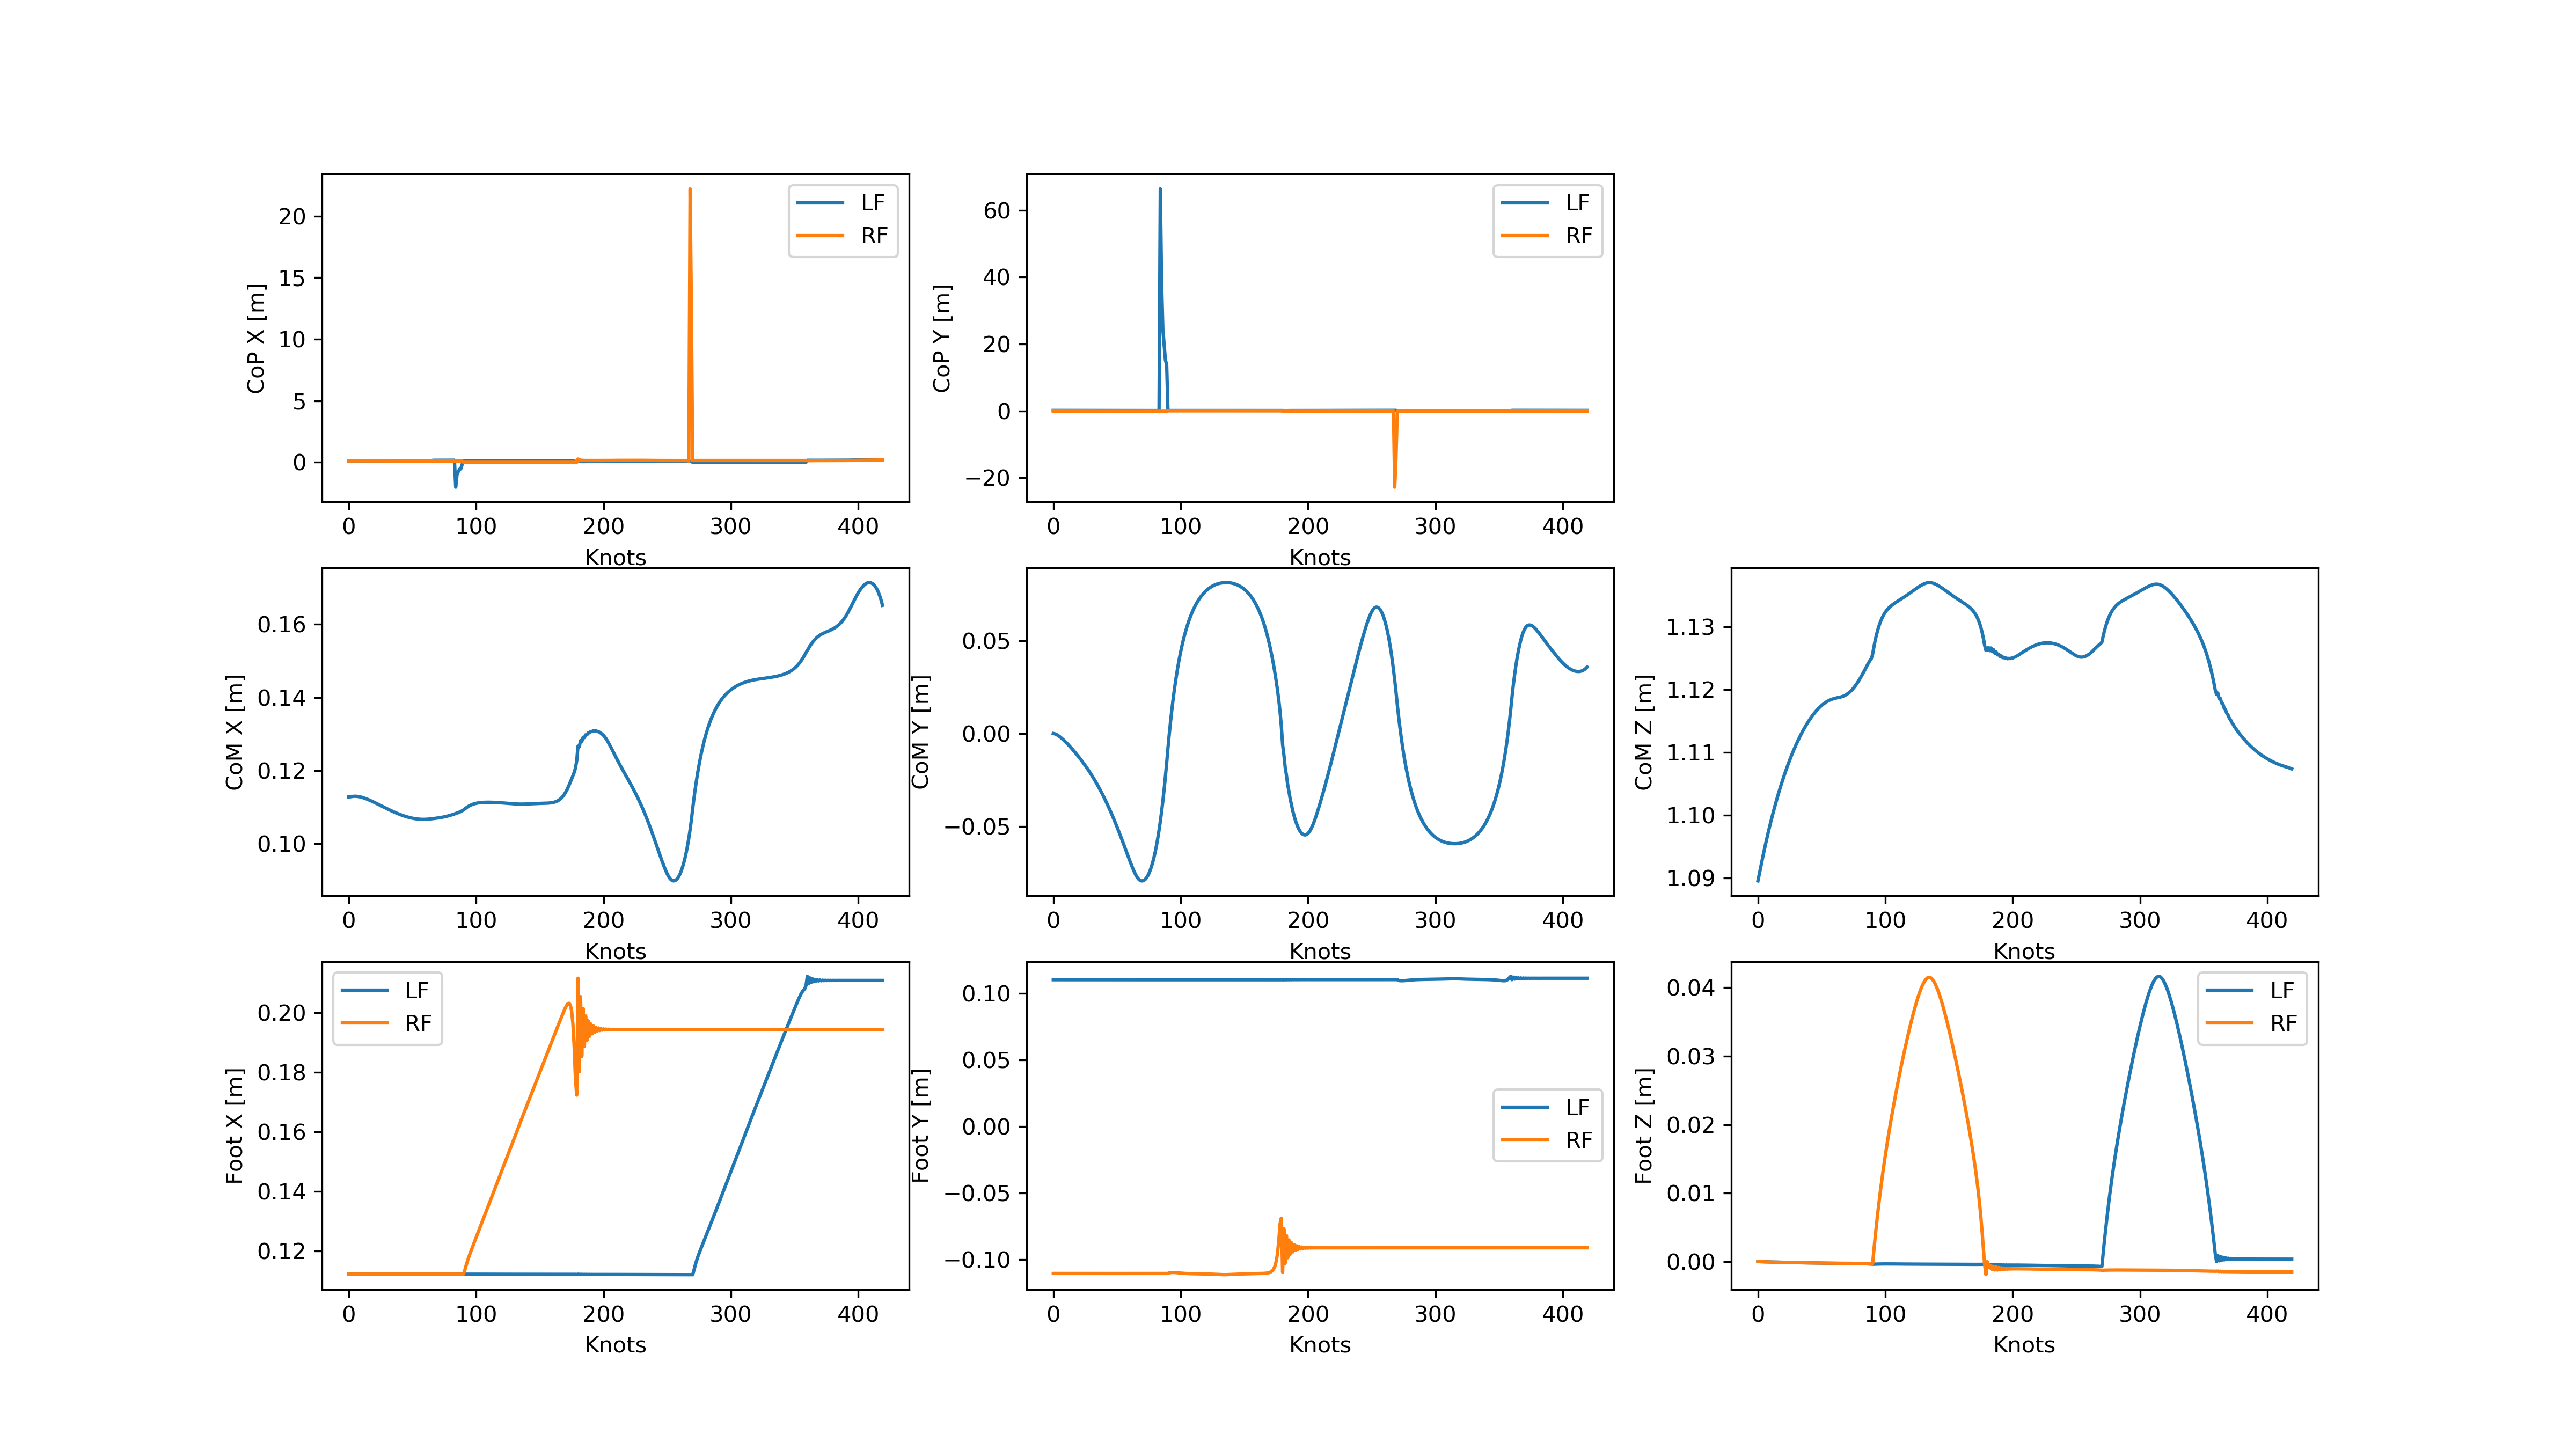 CoP X [m]
20
15
10
5
0
0 100 200 300 400
Knots
LF
RF
CoP Y [m]
60
40
20
0
−20
0 100 200 300 400
Knots
LF
RF
CoM X [m]
0.16
0.14
0.12
0.10
0 100 200 300 400
Knots
CoM Y [m]
0.05
0.00
−0.05
0 100 200 300 400
Knots
CoM Z [m]
1.13
1.12
1.11
1.10
1.09
0 100 200 300 400
Knots
Foot X [m]
0.20
0.18
0.16
0.14
0.12
0 100 200 300 400
Knots
LF
RF
Foot Y [m]
0.10
0.05
0.00
−0.05
−0.10
0 100 200 300 400
Knots
LF
RF
Foot Z [m]
0.04
0.03
0.02
0.01
0.00
0 100 200 300 400
Knots
LF
RF